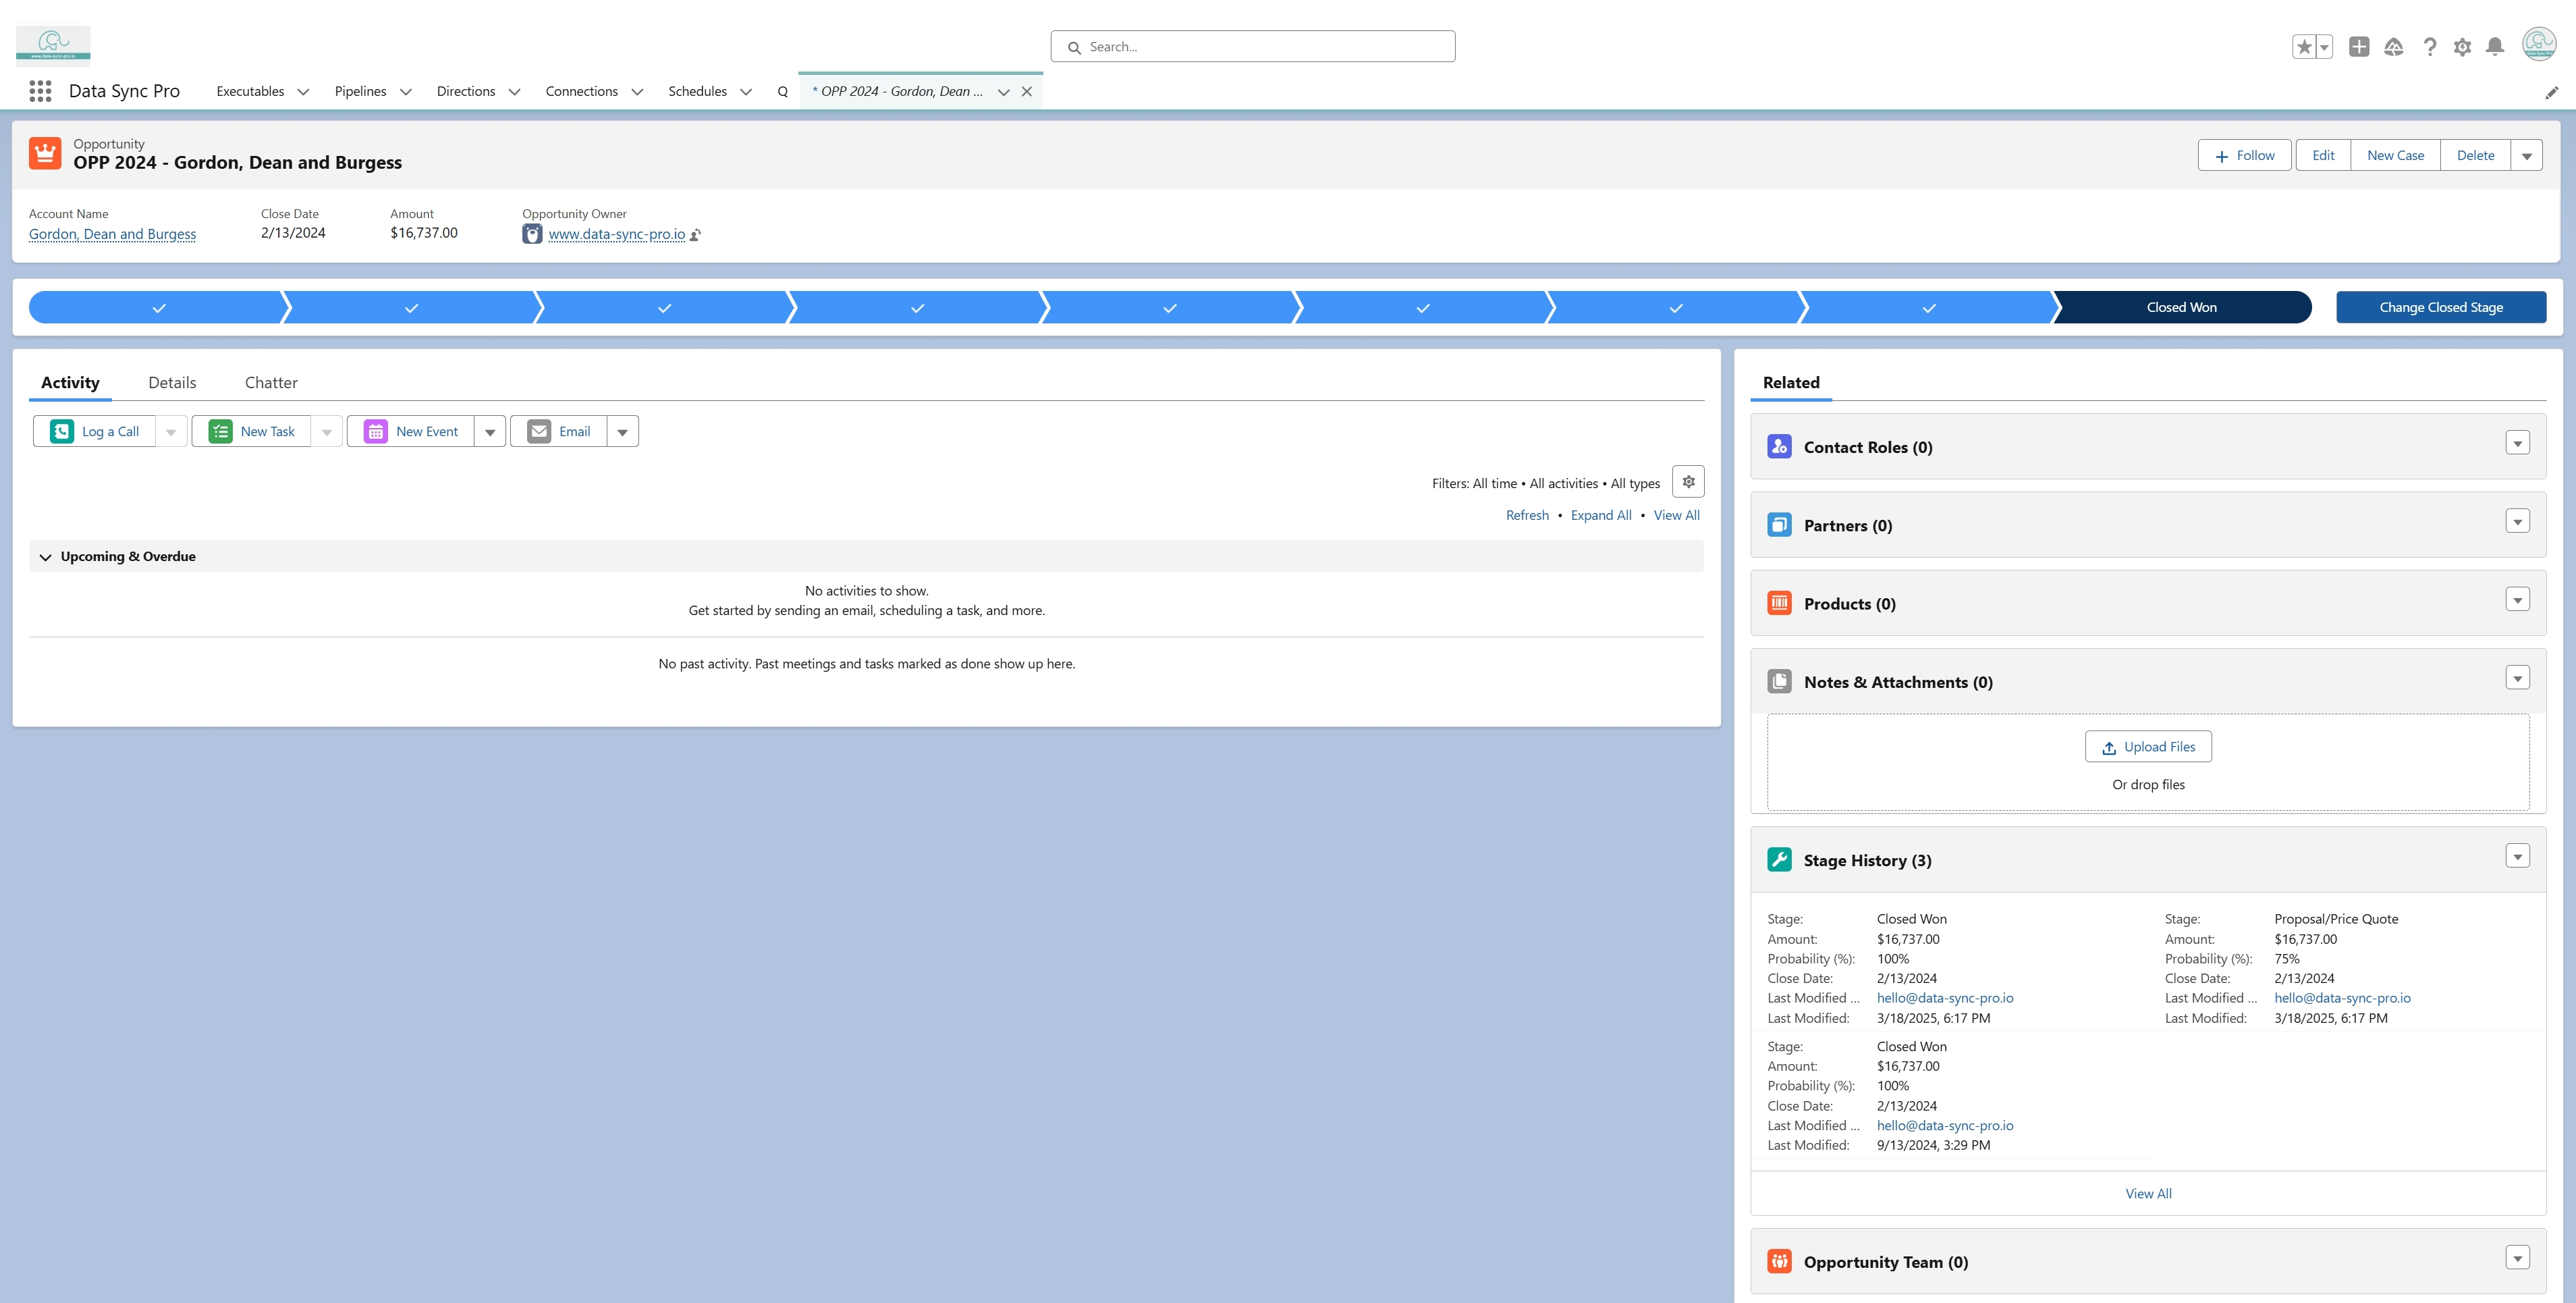 www.data-sync-pro.io
Search...
Data Sync Pro
Executables
Pipelines
Directions
Connections
Schedules
Q
* OPP 2024 - Gordon, Dean ...
Opportunity
OPP 2024 - Gordon, Dean and Burgess
Follow
Edit
New Case
Delete
Account Name
Close Date
Amount
Opportunity Owner
Gordon, Dean and Burgess
2/13/2024
$16,737.00
www.data-sync-pro.io
Closed Won
Change Closed Stage
Activity
Details
Chatter
Log a Call
New Task
New Event
Email
Filters: All time • All activities • All types
Refresh • Expand All • View All
Upcoming & Overdue
No activities to show.
Get started by sending an email, scheduling a task, and more.
No past activity. Past meetings and tasks marked as done show up here.
Related
Contact Roles (0)
Partners (0)
Products (0)
Notes & Attachments (0)
Upload Files
Or drop files
Stage History (3)
Stage: Closed Won
Amount: $16,737.00
Probability (%): 100%
Close Date: 2/13/2024
Last Modified ... hello@data-sync-pro.io
Last Modified: 3/18/2025, 6:17 PM
Stage: Proposal/Price Quote
Amount: $16,737.00
Probability (%): 75%
Close Date: 2/13/2024
Last Modified ... hello@data-sync-pro.io
Last Modified: 3/18/2025, 6:17 PM
Stage: Closed Won
Amount: $16,737.00
Probability (%): 100%
Close Date: 2/13/2024
Last Modified ... hello@data-sync-pro.io
Last Modified: 9/13/2024, 3:29 PM
View All
Opportunity Team (0)